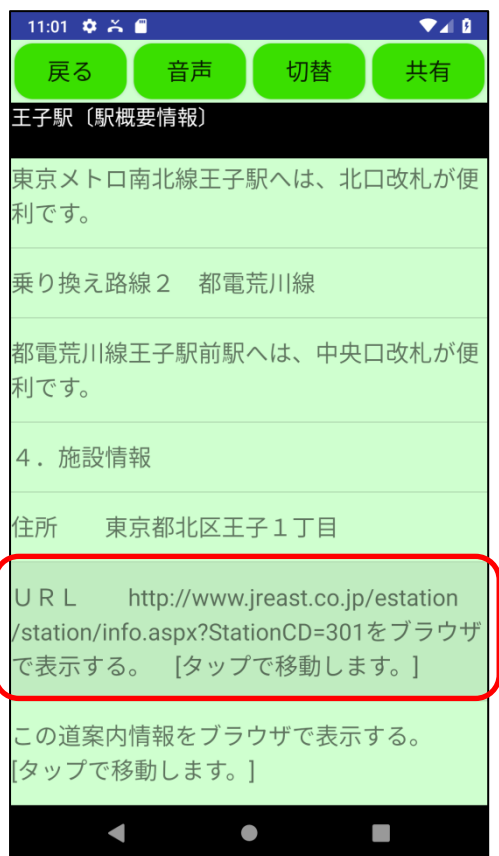 11:01
戻る 音声 切替 共有
王子駅〔駅概要情報〕
東京メトロ南北線王子駅へは、北口改札が便
利です。
乗り換え路線２　都電荒川線
都電荒川線王子駅前駅へは、中央口改札が便
利です。
４．施設情報
住所　　東京都北区王子１丁目
ＵＲＬ　　http://www.jreast.co.jp/estation
/station/info.aspx?StationCD=301をブラウザ
で表示する。　[タップで移動します。]
この道案内情報をブラウザで表示する。
[タップで移動します。]